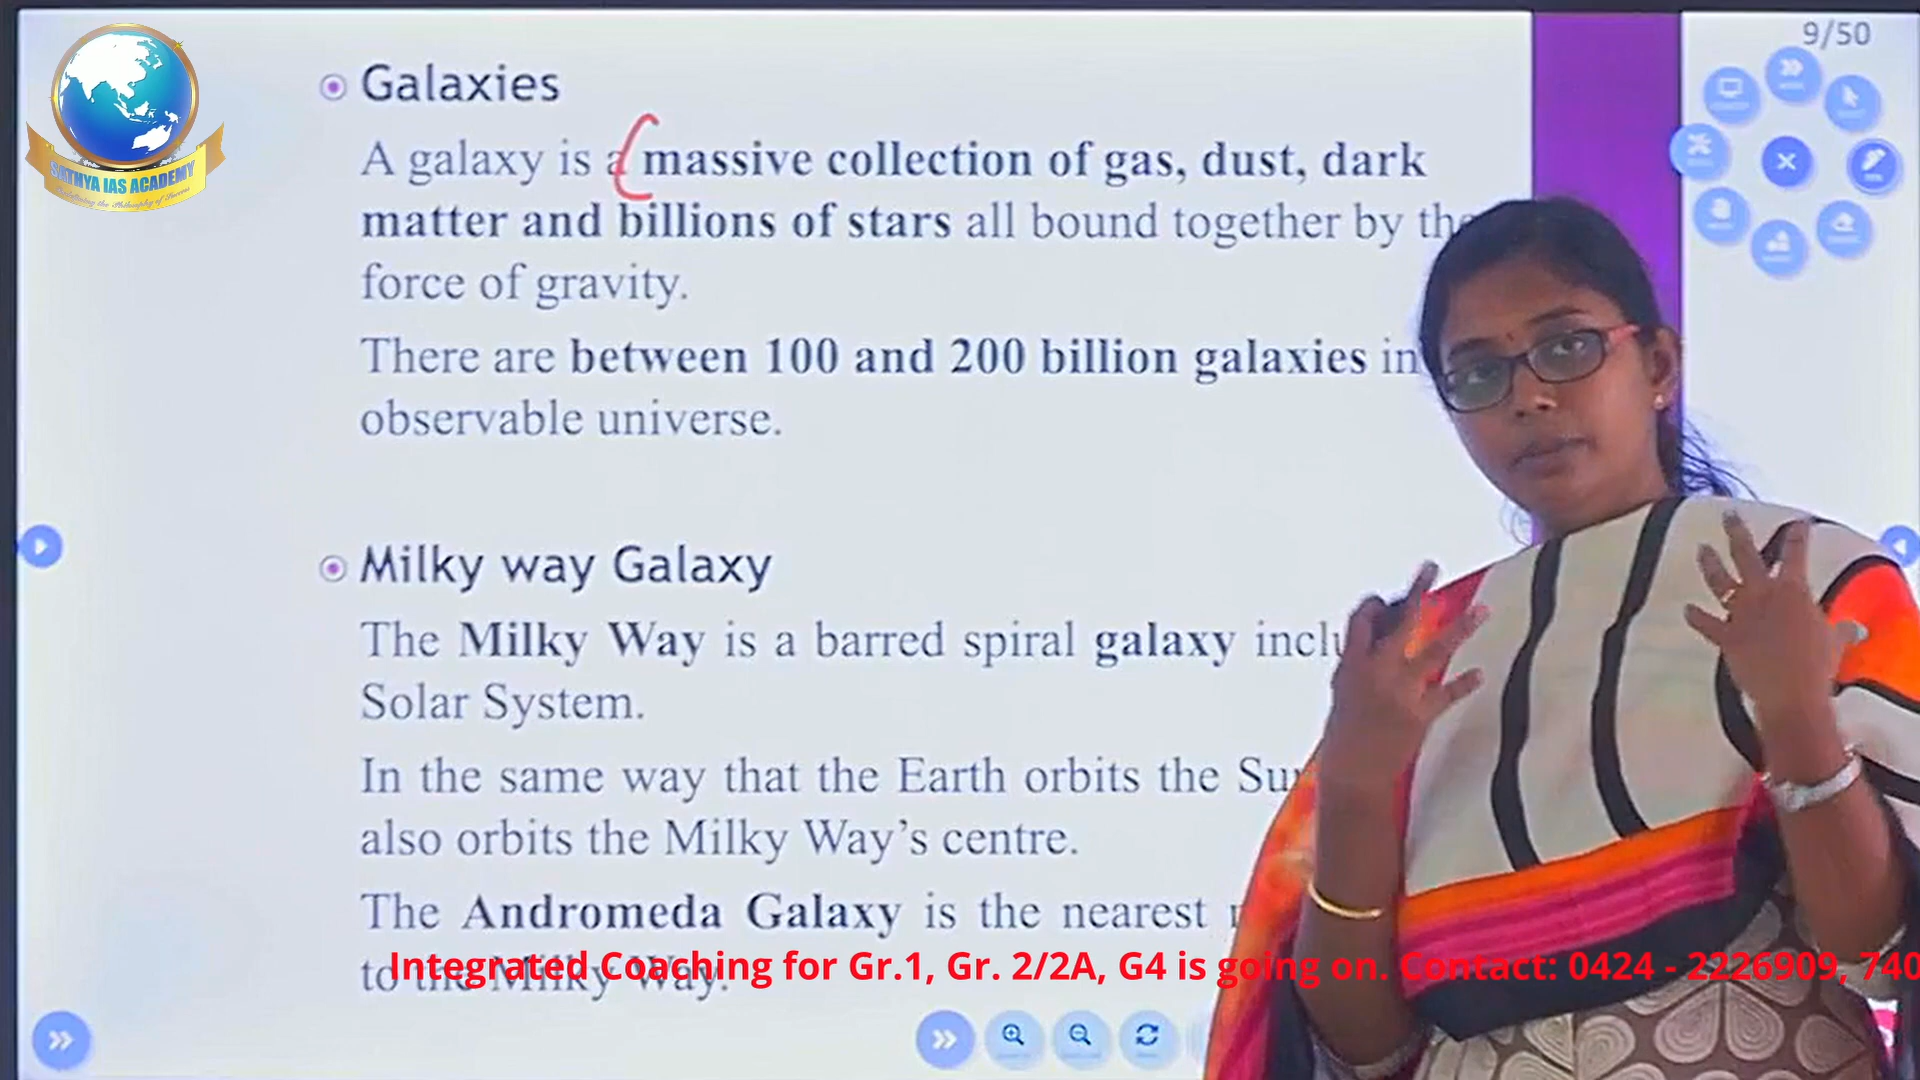 9/50
SATHYA IAS ACADEMY
Galaxies
A galaxy is a massive collection of gas, dust, dark
matter and billions of stars all bound together by the
force of gravity.
There are between 100 and 200 billion galaxies in
observable universe.
Milky way Galaxy
The Milky Way is a barred spiral galaxy inclu
Solar System.
In the same way that the Earth orbits the Su
also orbits the Milky Way’s centre.
The Andromeda Galaxy is the nearest
to the Milky Way.
Integrated Coaching for Gr.1, Gr. 2/2A, G4 is going on. Contact: 0424 - 2226909, 740